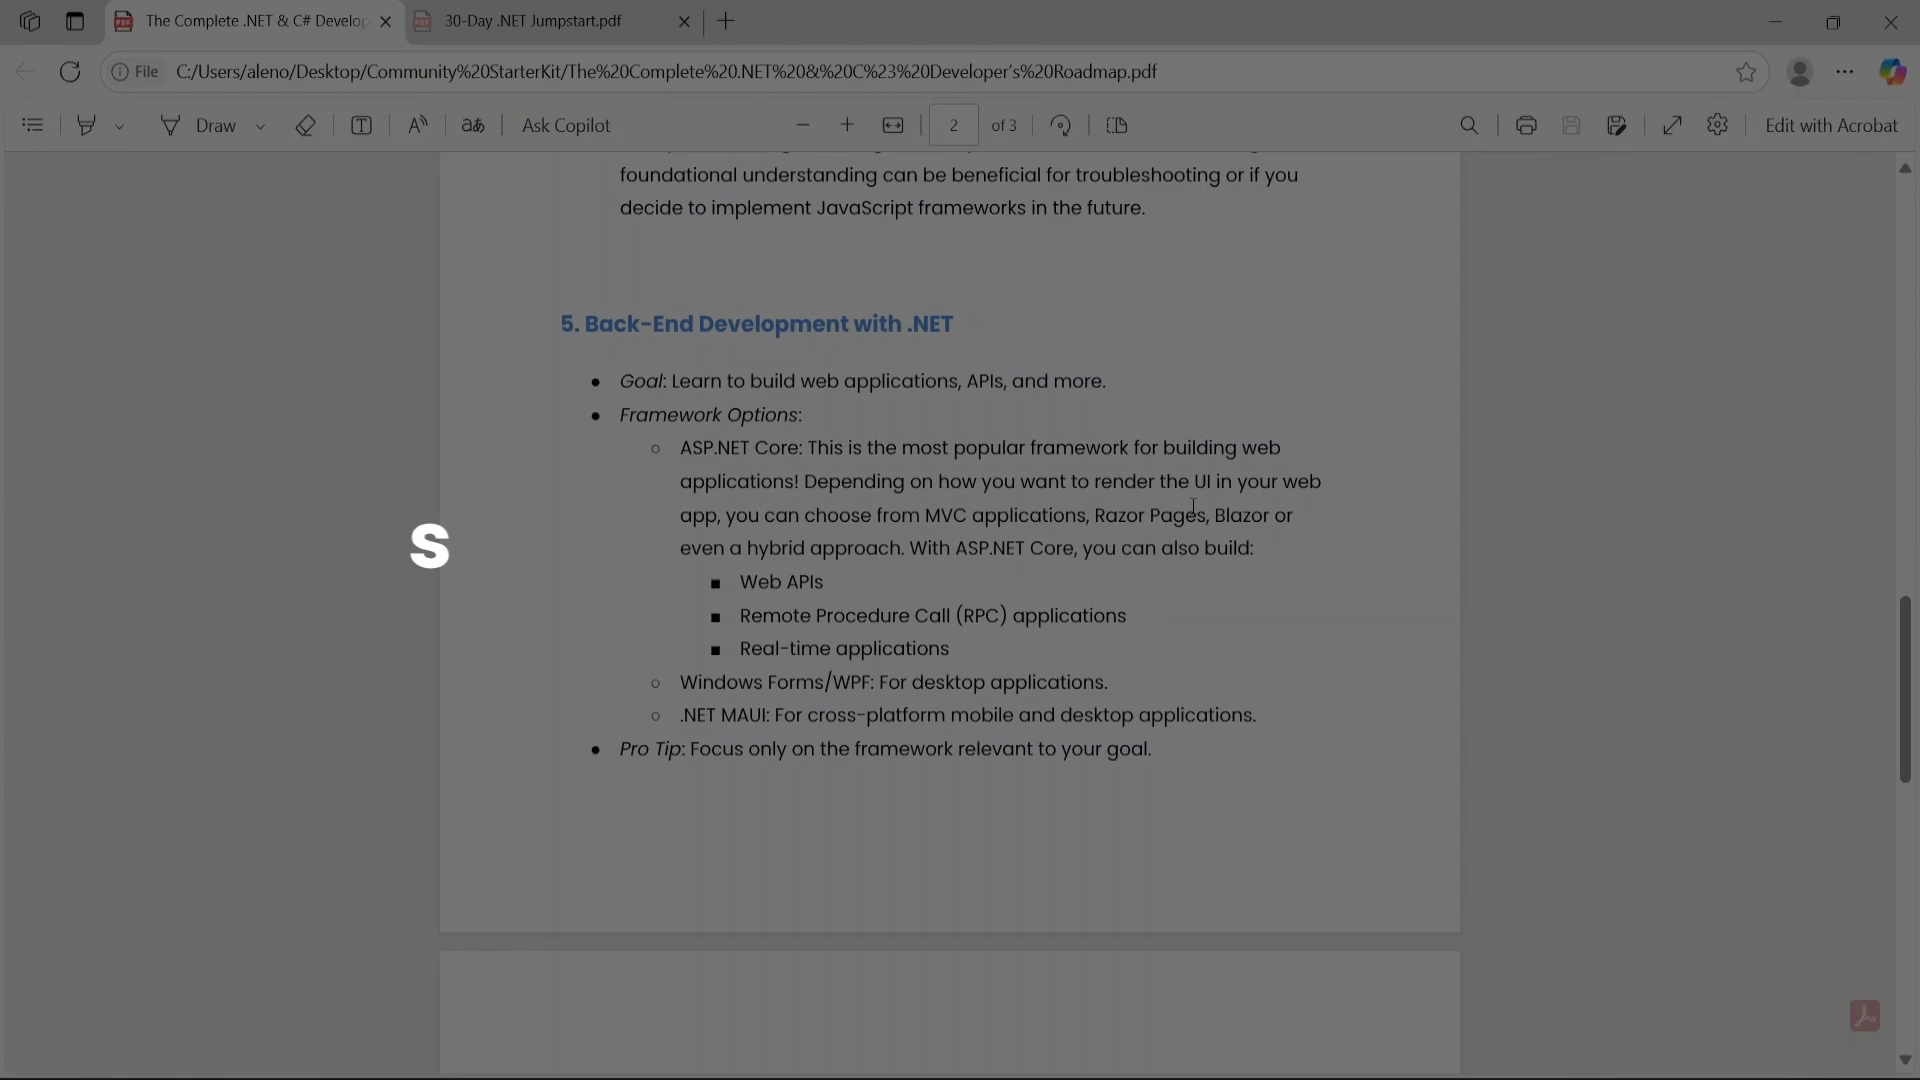 The Complete .NET & C# Develop
30-Day .NET Jumpstart.pdf
File
C:/Users/aleno/Desktop/Community%20StarterKit/The%20Complete%20.NET%20&%20C%23%20Developer's%20Roadmap.pdf
Draw
Ask Copilot
2
of 3
Edit with Acrobat
foundational understanding can be beneficial for troubleshooting or if you
decide to implement JavaScript frameworks in the future.
5. Back-End Development with .NET
● Goal: Learn to build web applications, APIs, and more.
● Framework Options:
○ ASP.NET Core: This is the most popular framework for building web
applications! Depending on how you want to render the UI in your web
app, you can choose from MVC applications, Razor Pages, Blazor or
even a hybrid approach. With ASP.NET Core, you can also build:
S
■ Web APIs
■ Remote Procedure Call (RPC) applications
■ Real-time applications
○ Windows Forms/WPF: For desktop applications.
○ .NET MAUI: For cross-platform mobile and desktop applications.
● Pro Tip: Focus only on the framework relevant to your goal.